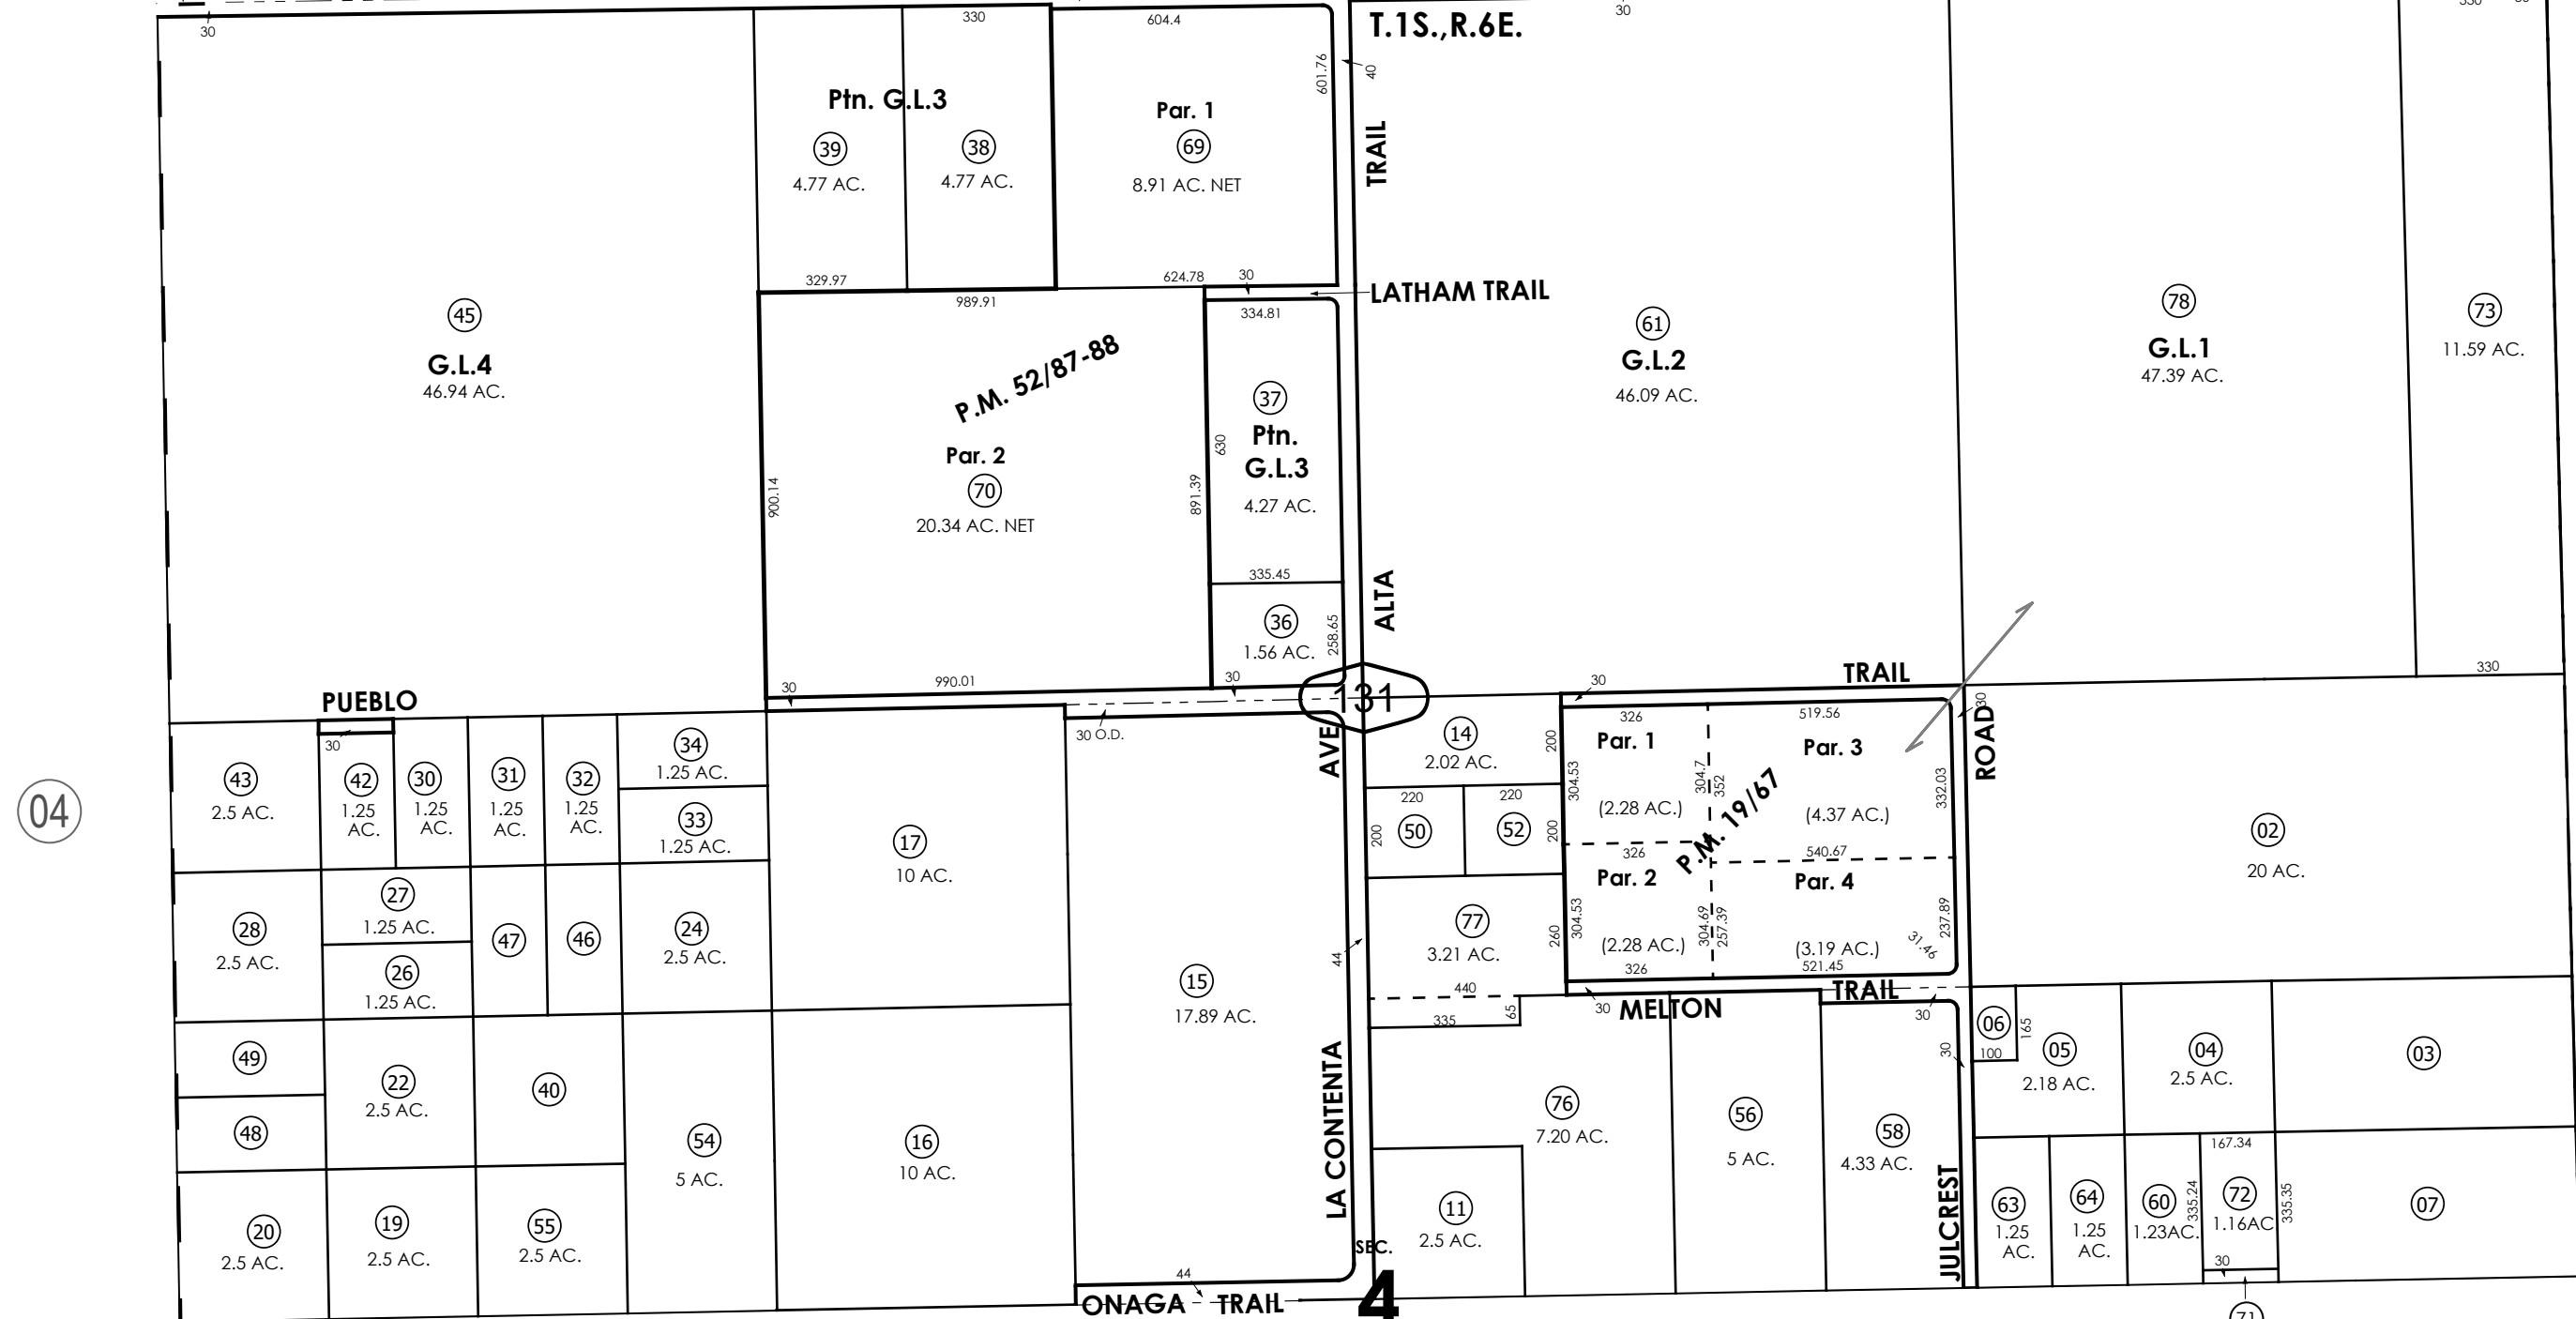 30
330
604.4
T.1S.,R.6E.
30
601.76
40
TRAIL
Ptn. G.L.3
39
4.77 AC.
38
4.77 AC.
Par. 1
69
8.91 AC. NET
329.97
989.91
624.78
30
LATHAM TRAIL
334.81
45
G.L.4
46.94 AC.
P.M. 52/87-88
Par. 2
70
20.34 AC. NET
900.14
891.39
630
37
Ptn.
G.L.3
4.27 AC.
335.45
36
1.56 AC.
258.65
ALTA
61
G.L.2
46.09 AC.
78
G.L.1
47.39 AC.
73
11.59 AC.
330
PUEBLO
30
990.01
30
131
30
TRAIL
30
30 O.D.
AVE
ROAD
04
43
2.5 AC.
30
42
1.25
AC.
30
1.25
AC.
31
1.25
AC.
32
1.25
AC.
34
1.25 AC.
33
1.25 AC.
17
10 AC.
14
2.02 AC.
200
220
220
50
52
200
200
326
519.56
Par. 1
Par. 3
304.53
304.7
352
332.03
(2.28 AC.)
(4.37 AC.)
P.M. 19/67
326
540.67
Par. 2
Par. 4
304.53
304.69
257.39
237.89
(2.28 AC.)
(3.19 AC.)
31.46
326
521.45
02
20 AC.
28
2.5 AC.
27
1.25 AC.
26
1.25 AC.
47
46
24
2.5 AC.
15
17.89 AC.
44
77
3.21 AC.
260
440
335
65
30
MELTON
TRAIL
30
30
06
165
100
05
2.18 AC.
04
2.5 AC.
03
49
48
22
2.5 AC.
40
54
5 AC.
16
10 AC.
LA CONTENTA
76
7.20 AC.
56
5 AC.
58
4.33 AC.
JULCREST
20
2.5 AC.
19
2.5 AC.
55
2.5 AC.
11
2.5 AC.
SEC.
4
63
1.25
AC.
64
1.25
AC.
60
1.23AC.
335.24
167.34
72
1.16AC
335.35
07
30
44
ONAGA TRAIL